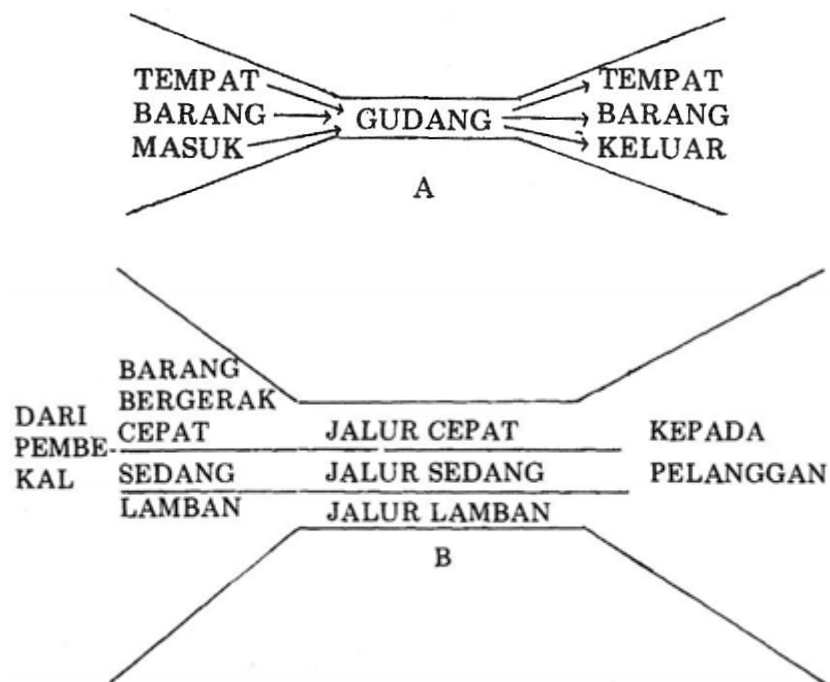 TEMPAT
BARANG
MASUK
GUDANG
TEMPAT
BARANG
KELUAR
A
DARI
PEMBE-
KAL
BARANG
BERGERAK
CEPAT
SEDANG
LAMBAN
JALUR CEPAT
JALUR SEDANG
JALUR LAMBAN
KEPADA
PELANGGAN
B